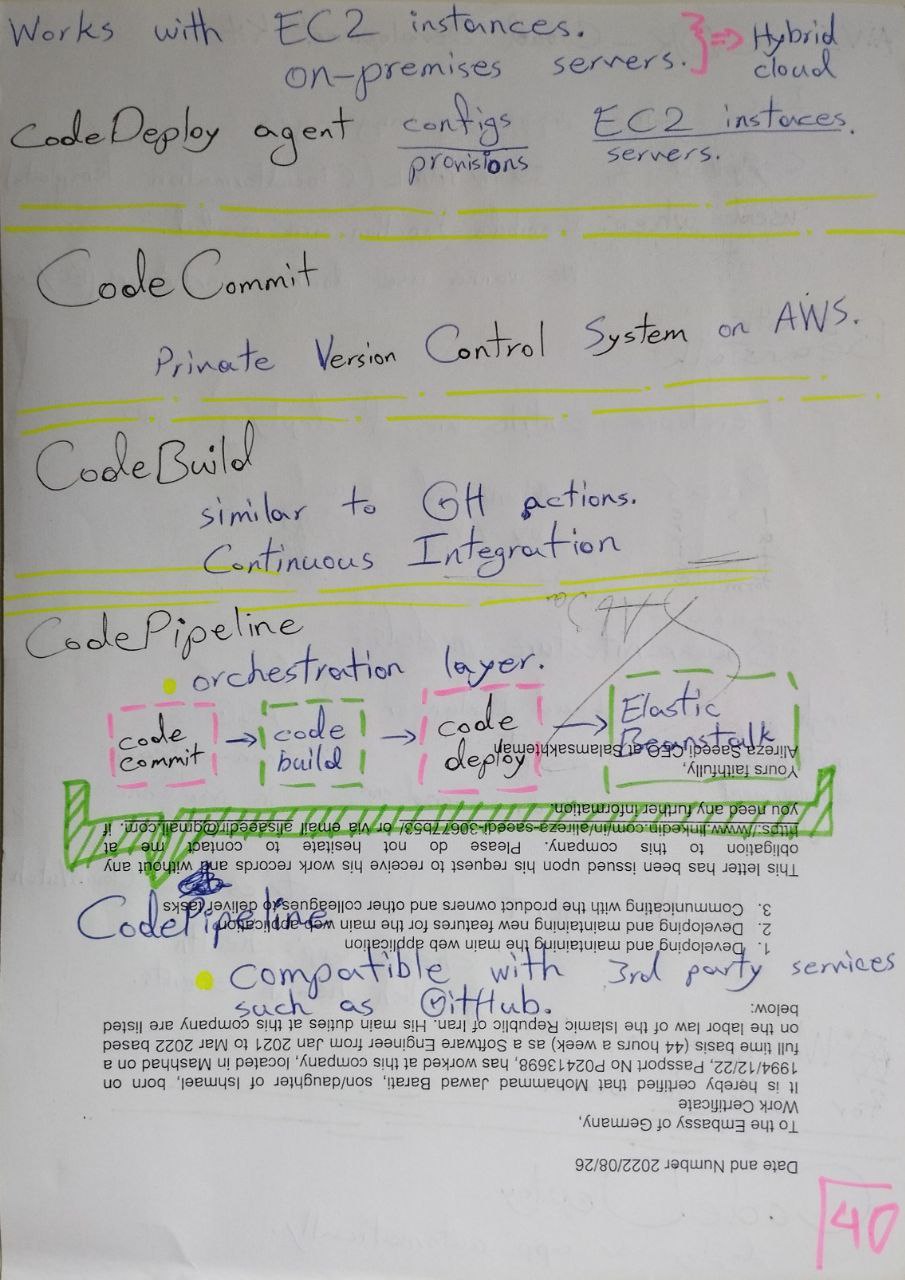 Works with EC2 instances.
on-premises servers. } ⇒ Hybrid cloud
CodeDeploy agent configs EC2 instaces.
provisions servers.
CodeCommit
Private Version Control System on AWS.
CodeBuild
similar to GH actions.
Continuous Integration
CodePipeline
• orchestration layer.
code commit → code build → code deploy → Elastic Beanstalk
CodePipeline
• compatible with 3rd party services
such as GitHub.
40
Date and Number 2022/08/26
To the Embassy of Germany,
Work Certificate
It is hereby certified that Mohammad Jawad Barati, son/daughter of Ishmael, born on
1994/12/22, Passport No P02413698, has worked at this company, located in Mashhad on a
full time basis (44 hours a week) as a Software Engineer from Jan 2021 to Mar 2022 based
on the labor law of the Islamic Republic of Iran. His main duties at this company are listed
below:
1. Developing and maintaining the main web application
2. Developing and maintaining new features for the main web application
3. Communicating with the product owners and other colleagues to deliver tasks
This letter has been issued upon his request to receive his work records and without any
obligation to this company. Please do not hesitate to contact me at
https://www.linkedin.com/in/alireza-saeedi-30671b53/ or via email alisaeedi@gmail.com. if
you need any further information.
Yours faithfully,
Alireza Saeedi CEO at Salamsakhteman